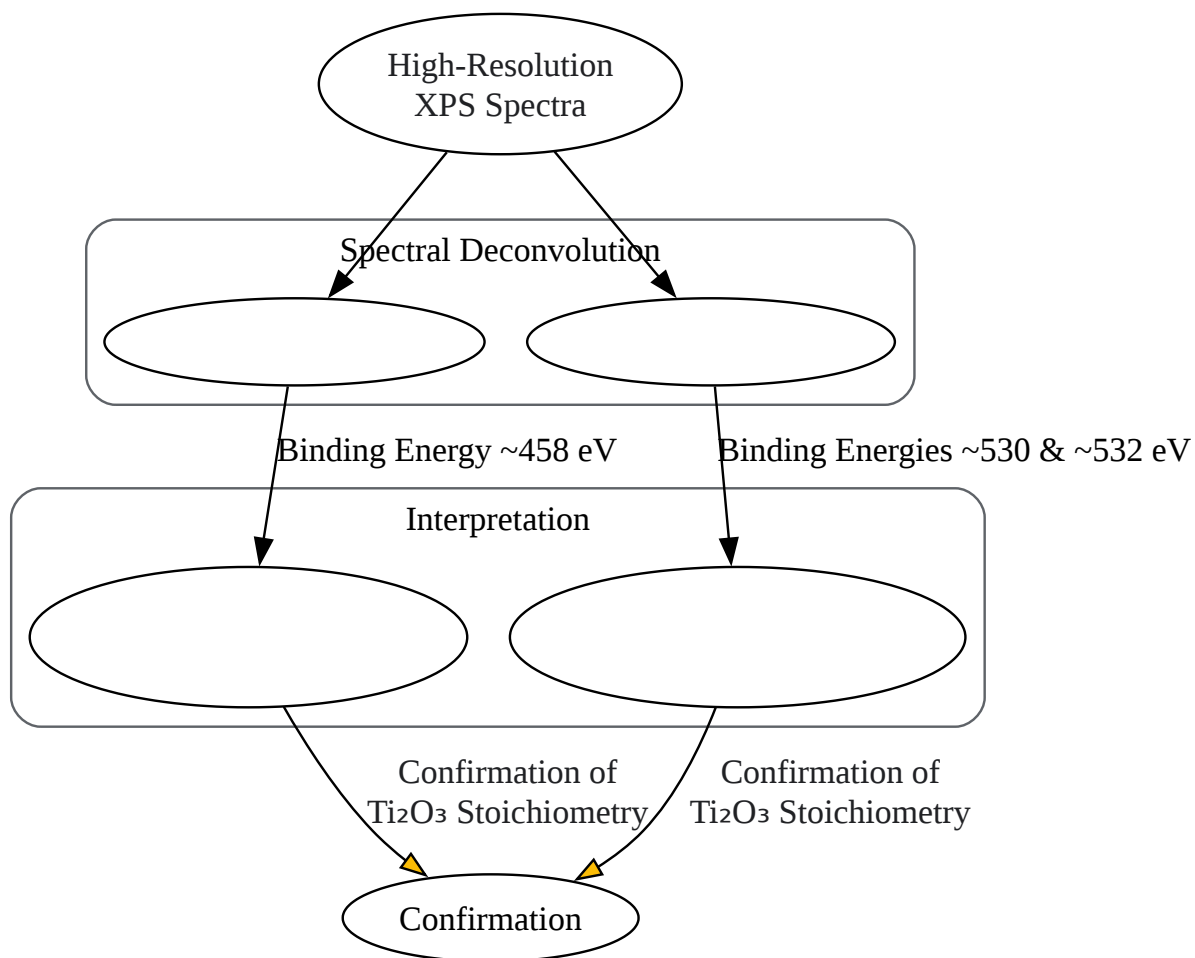 High-Resolution
XPS Spectra
Spectral Deconvolution
Binding Energy ~458 eV
Binding Energies ~530 & ~532 eV
Interpretation
Confirmation of
Ti₂O₃ Stoichiometry
Confirmation of
Ti₂O₃ Stoichiometry
Confirmation